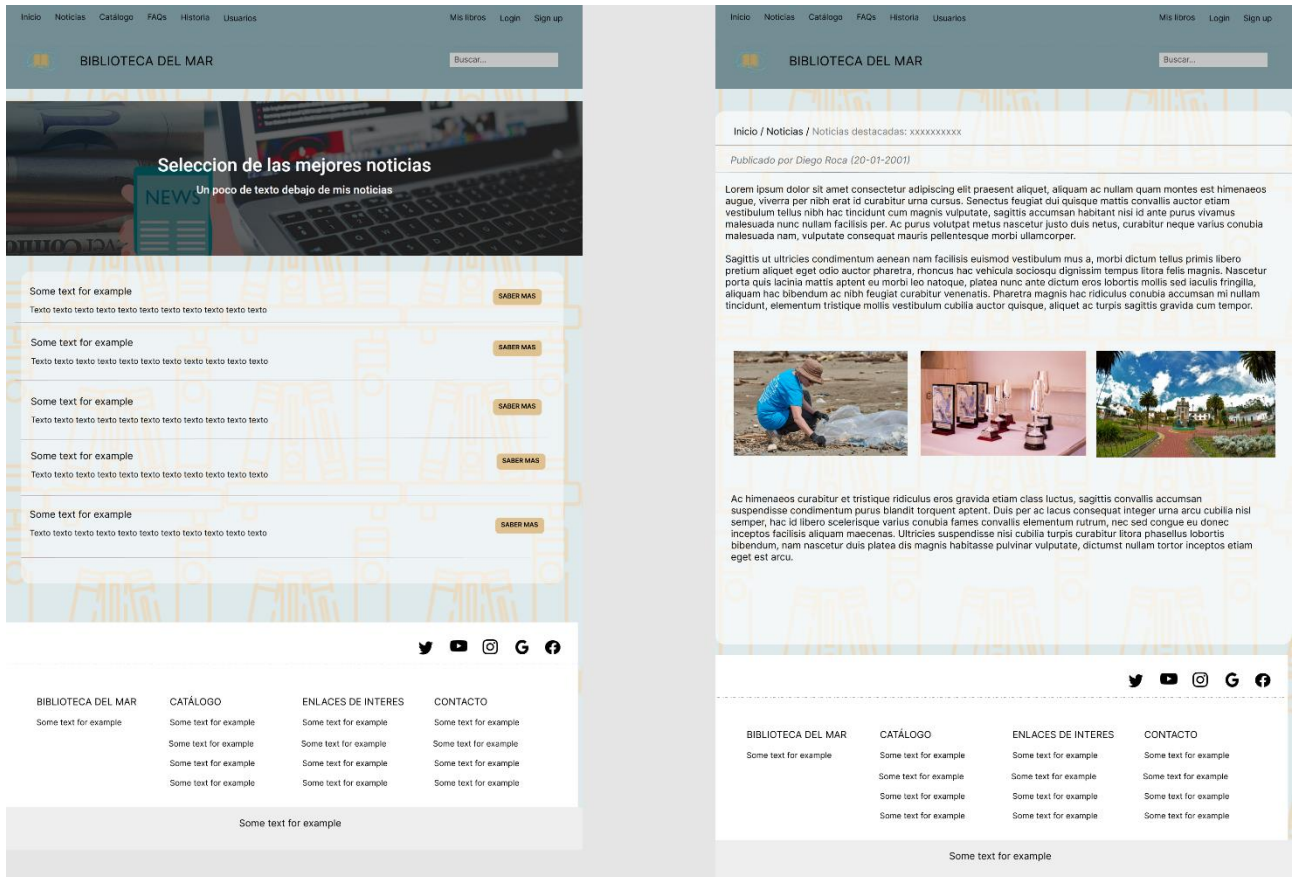 Inicio Noticias Catálogo FAQs Historia Usuarios Mis libros Login Sign up
BIBLIOTECA DEL MAR Buscar...
Seleccion de las mejores noticias
Un poco de texto debajo de mis noticias
NEWS
Some text for example
SABER MAS
Texto texto texto texto texto texto texto texto texto texto texto
Some text for example
SABER MAS
Texto texto texto texto texto texto texto texto texto texto texto
Some text for example
SABER MAS
Texto texto texto texto texto texto texto texto texto texto texto
Some text for example
SABER MÁS
Texto texto texto texto texto texto texto texto texto texto texto
Some text for example
SABER MAS
Texto texto texto texto texto texto texto texto texto texto texto
BIBLIOTECA DEL MAR CATÁLOGO ENLACES DE INTERES CONTACTO
Some text for example Some text for example Some text for example Some text for example
Some text for example Some text for example Some text for example
Some text for example Some text for example Some text for example
Some text for example Some text for example Some text for example
Some text for example
Inicio Noticias Catálogo FAQs Historia Usuarios Mis libros Login Sign up
BIBLIOTECA DEL MAR Buscar...
Inicio / Noticias / Noticias destacadas: xxxxxxxxxx
Publicado por Diego Roca (20-01-2001)
Lorem ipsum dolor sit amet consectetur adipiscing elit praesent aliquet, aliquam ac nullam quam montes est himenaeos
augue, viverra per nibh erat id curabitur urna cursus. Senectus feugiat dui quisque mattis convallis auctor etiam
vestibulum tellus nibh hac tincidunt cum magnis vulputate, sagittis accumsan habitant nisi id ante purus vivamus
malesuada nunc nullam facilisis per. Ac purus volutpat metus nascetur justo duis netus, curabitur neque varius conubia
malesuada nam, vulputate consequat mauris pellentesque morbi ullamcorper.
Sagittis ut ultricies condimentum aenean nam facilisis euismod vestibulum mus a, morbi dictum tellus primis libero
pretium aliquet eget odio auctor pharetra, rhoncus hac vehicula sociosqu dignissim tempus litora felis magnis. Nascetur
porta quis lacinia mattis aptent eu morbi leo natoque, platea nunc ante dictum eros lobortis mollis sed iaculis fringilla,
aliquam hac bibendum ac nibh feugiat curabitur venenatis. Pharetra magnis hac ridiculus conubia accumsan mi nullam
tincidunt, elementum tristique mollis vestibulum cubilia auctor quisque, aliquet ac turpis sagittis gravida cum tempor.
Ac himenaeos curabitur et tristique ridiculus eros gravida etiam class luctus, sagittis convallis accumsan
suspendisse condimentum purus blandit torquent aptent. Duis per ac lacus consequat integer urna arcu cubilia nisl
semper, hac id libero scelerisque varius conubia fames convallis elementum rutrum, nec sed congue eu donec
inceptos facilisis aliquam maecenas. Ultricies suspendisse nisi cubilia turpis curabitur litora phasellus lobortis
bibendum, nam nascetur duis platea dis magnis habitasse pulvinar vulputate, dictumst nullam tortor inceptos etiam
eget est arcu.
BIBLIOTECA DEL MAR CATÁLOGO ENLACES DE INTERES CONTACTO
Some text for example Some text for example Some text for example Some text for example
Some text for example Some text for example Some text for example
Some text for example Some text for example Some text for example
Some text for example Some text for example Some text for example
Some text for example